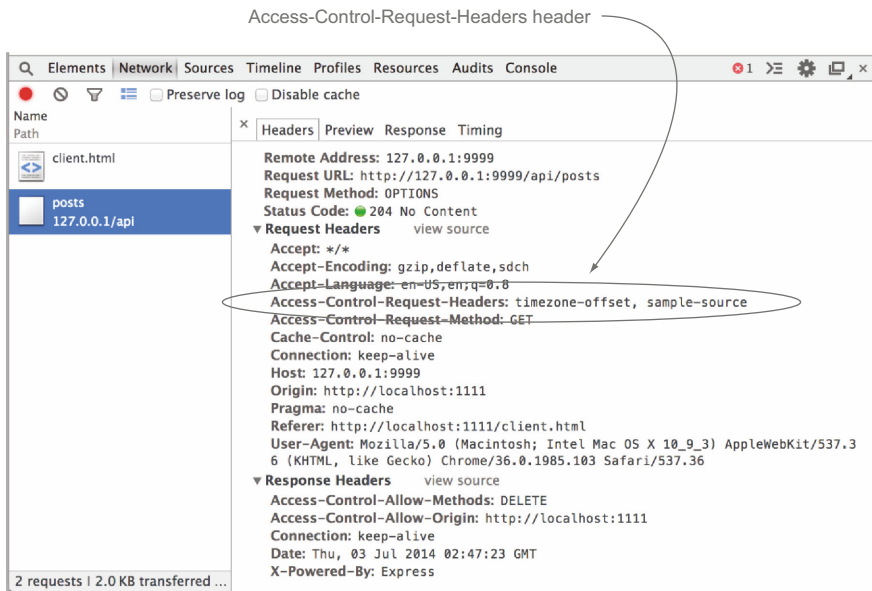 Access-Control-Request-Headers header
Elements Network Sources Timeline Profiles Resources Audits Console 1
Preserve log Disable cache
Name
Path
Headers Preview Response Timing
client.html
posts
127.0.0.1/api
Remote Address: 127.0.0.1:9999
Request URL: http://127.0.0.1:9999/api/posts
Request Method: OPTIONS
Status Code: 204 No Content
Request Headers view source
Accept: */*
Accept-Encoding: gzip,deflate,sdch
Accept-Language: en-US,en;q=0.8
Access-Control-Request-Headers: timezone-offset, sample-source
Access-Control-Request-Method: GET
Cache-Control: no-cache
Connection: keep-alive
Host: 127.0.0.1:9999
Origin: http://localhost:1111
Pragma: no-cache
Referer: http://localhost:1111/client.html
User-Agent: Mozilla/5.0 (Macintosh; Intel Mac OS X 10_9_3) AppleWebKit/537.3
6 (KHTML, like Gecko) Chrome/36.0.1985.103 Safari/537.36
Response Headers view source
Access-Control-Allow-Methods: DELETE
Access-Control-Allow-Origin: http://localhost:1111
Connection: keep-alive
Date: Thu, 03 Jul 2014 02:47:23 GMT
X-Powered-By: Express
2 requests | 2.0 KB transferred ...